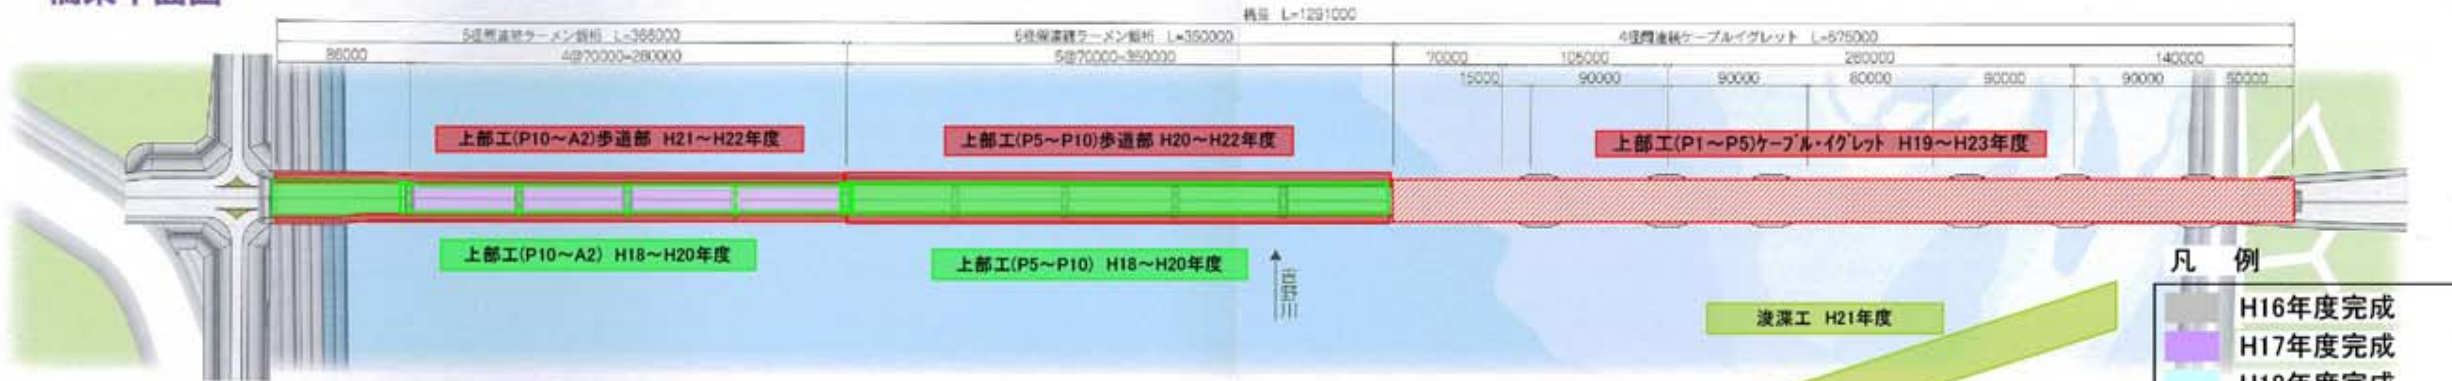 橋長 L=1291000
5径間連続ラーメン鈑桁 L=366000
5径間連続ラーメン鈑桁 L=350000
4径間連続ケーブルイグレット L=575000
86000
4@70000=280000
5@70000=350000
70000
105000
260000
140000
15000
90000
90000
80000
90000
90000
50000
上部工(P10～A2)歩道部 H21～H22年度
上部工(P5～P10)歩道部 H20～H22年度
上部工(P1～P5)ケーブル・イグレット H19～H23年度
上部工(P10～A2) H18～H20年度
上部工(P5～P10) H18～H20年度
吉野川
浚渫工 H21年度
凡 例
H16年度完成
H17年度完成